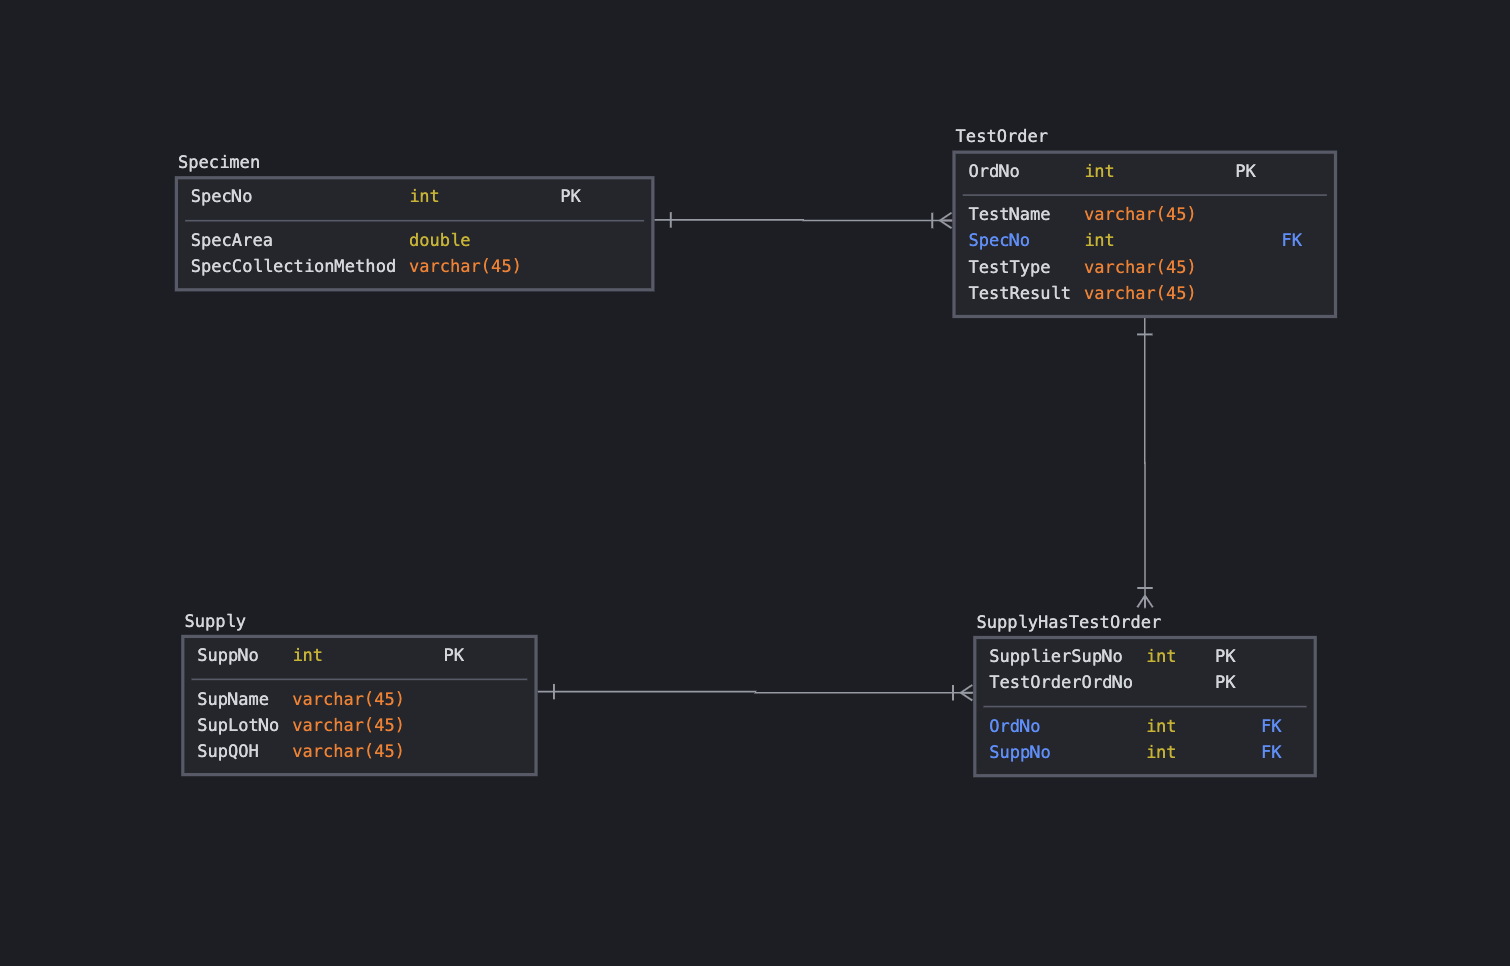 Specimen
SpecNo int PK
SpecArea double
SpecCollectionMethod varchar(45)
TestOrder
OrdNo int PK
TestName varchar(45)
SpecNo int FK
TestType varchar(45)
TestResult varchar(45)
Supply
SuppNo int PK
SupName varchar(45)
SupLotNo varchar(45)
SupQOH varchar(45)
SupplyHasTestOrder
SupplierSupNo int PK
TestOrderOrdNo PK
OrdNo int FK
SuppNo int FK